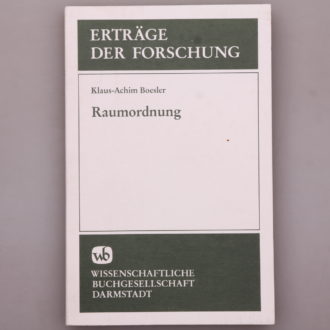 ERTRÄGE
DER FORSCHUNG
Klaus-Achim Boesler
Raumordnung
wb
WISSENSCHAFTLICHE
BUCHGESELLSCHAFT
DARMSTADT